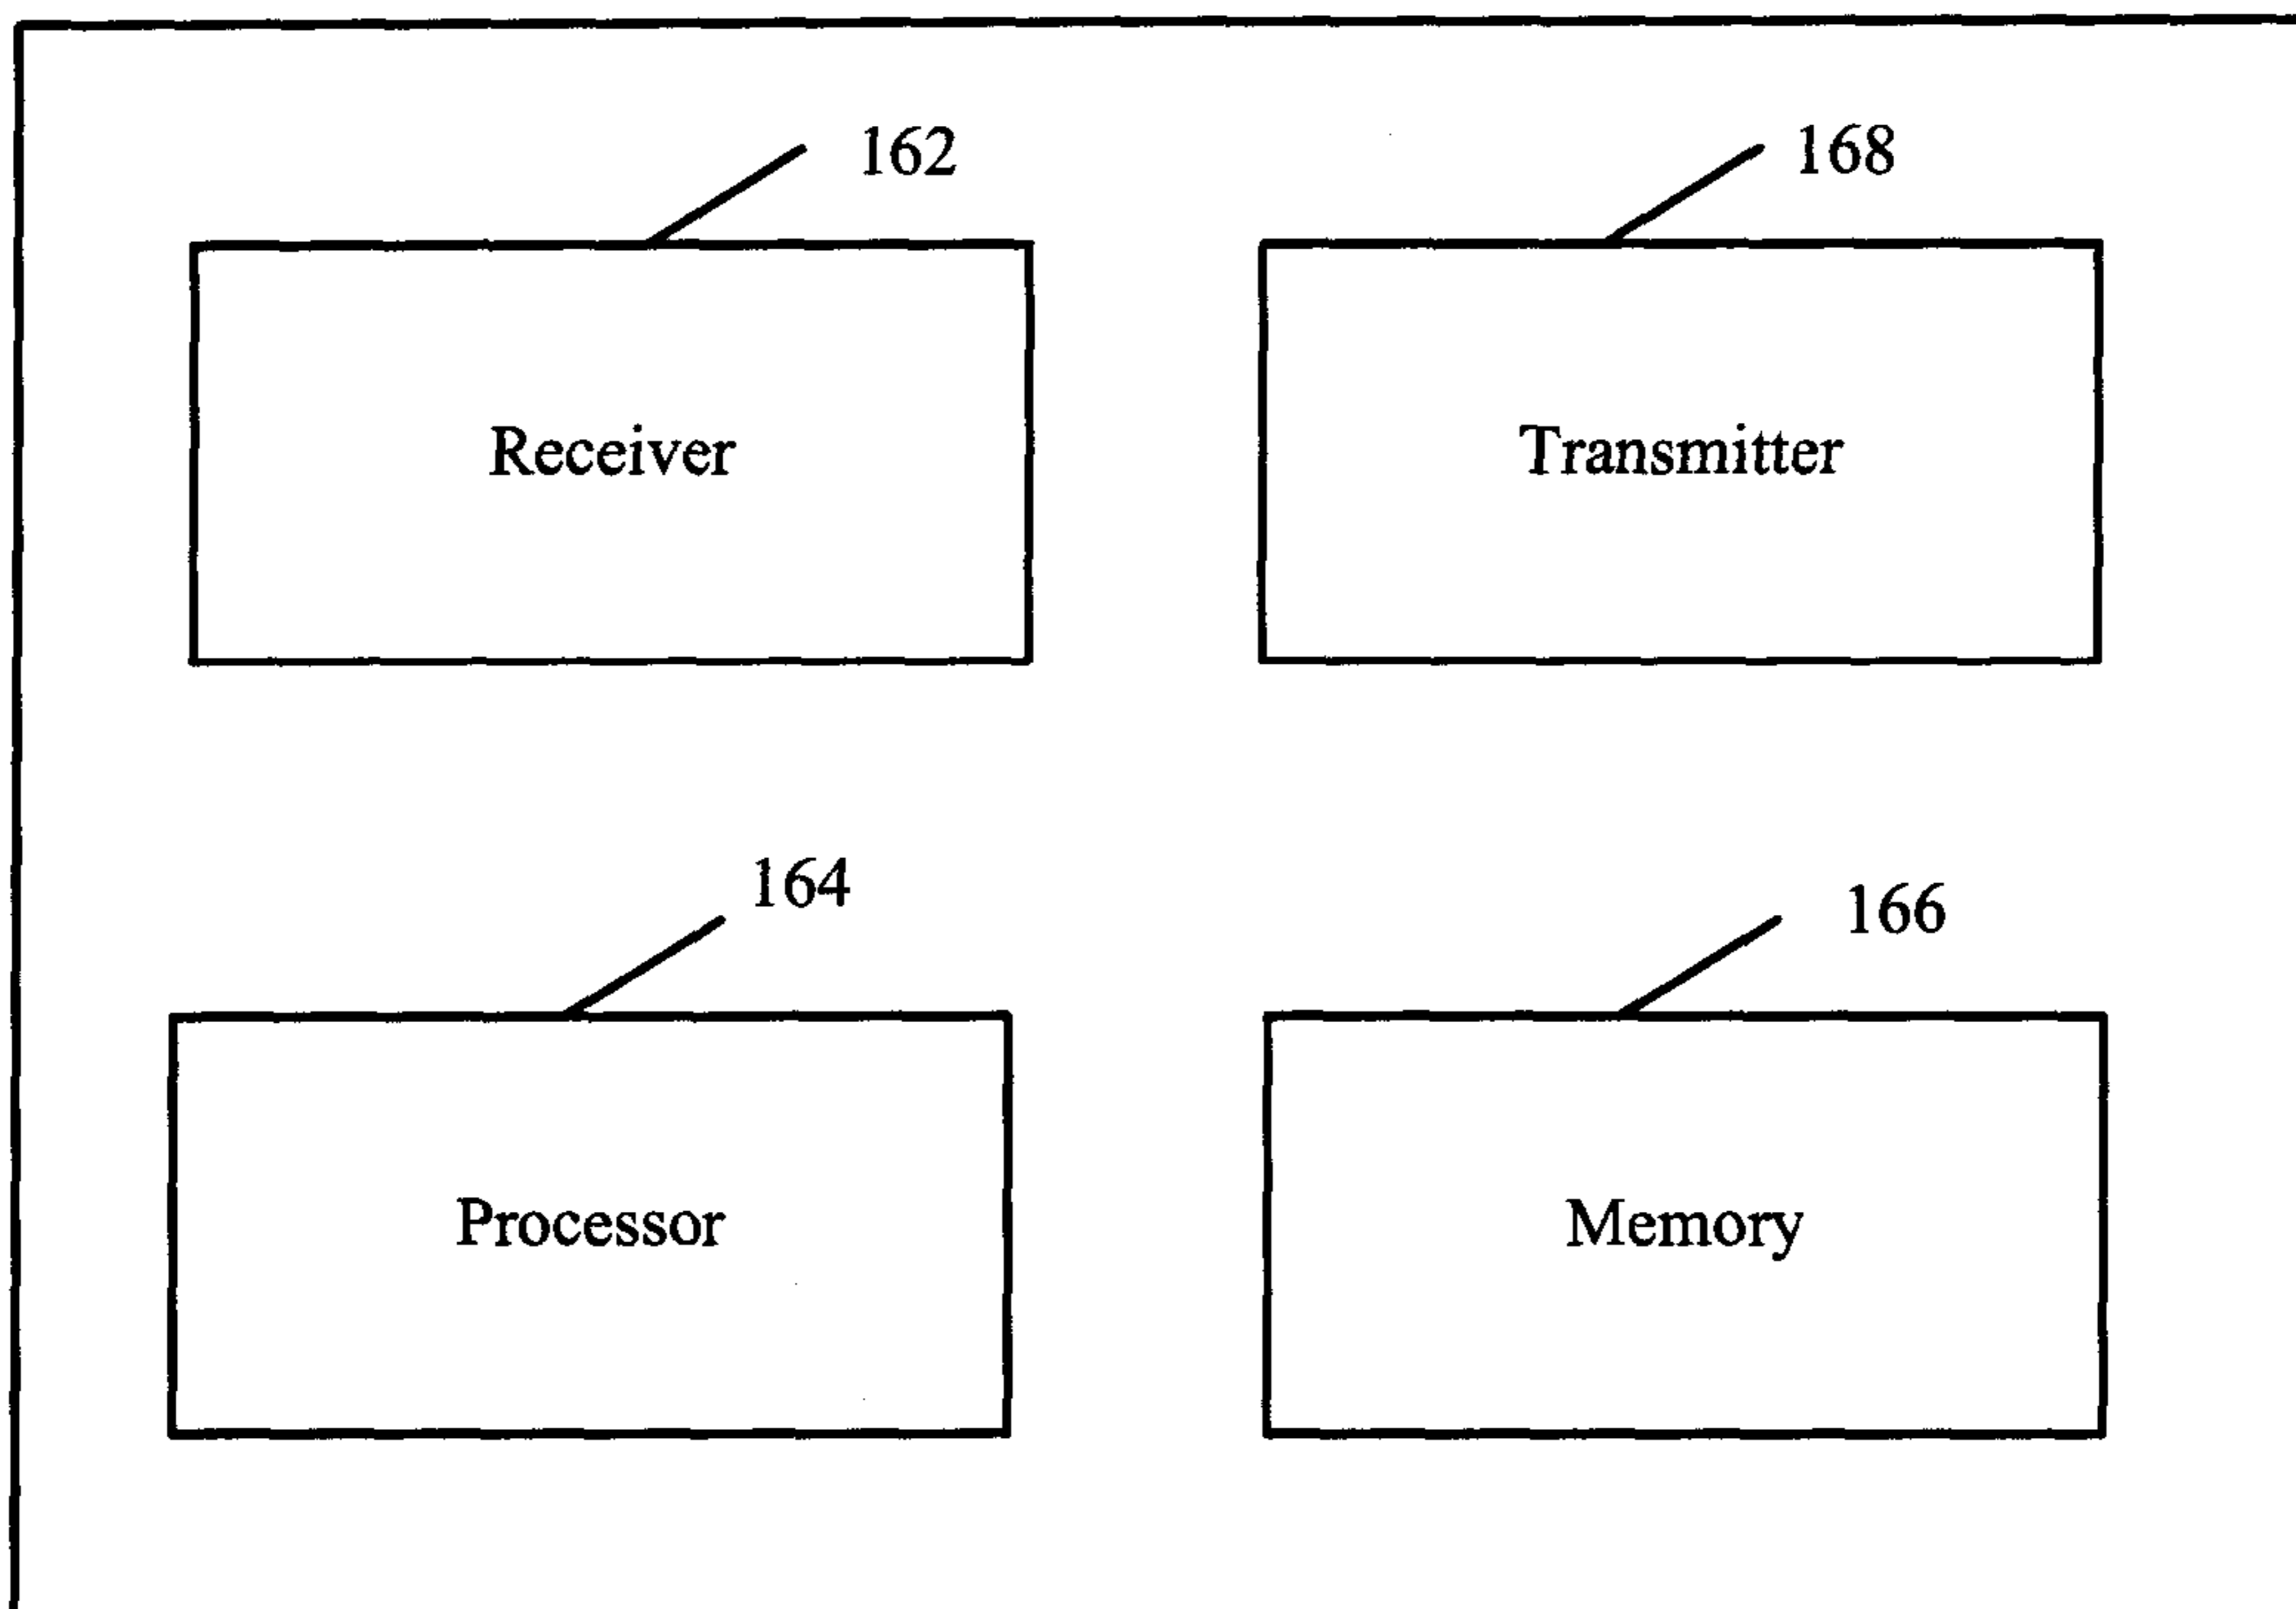 162
168
Receiver
Transmitter
164
166
Processor
Memory